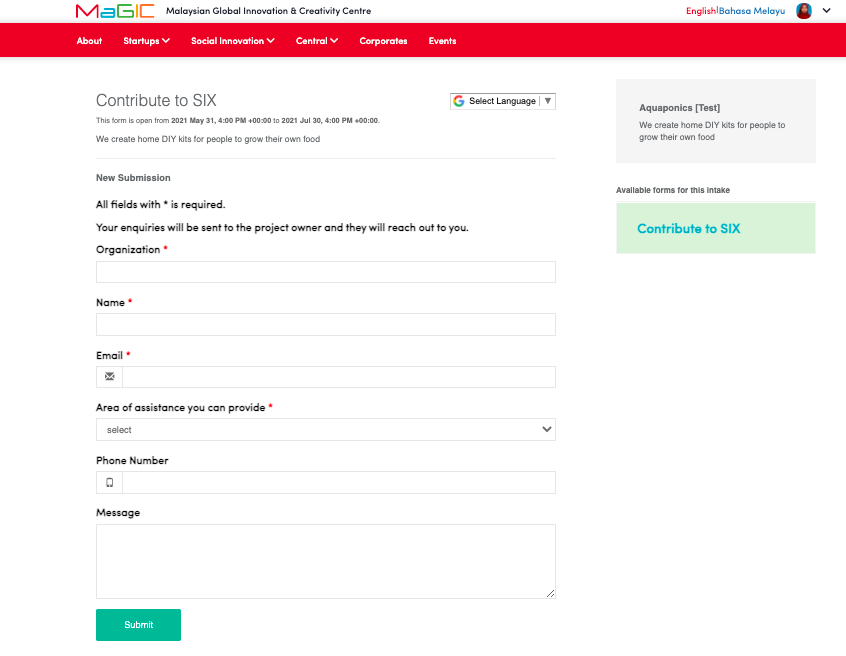 MaGIC Malaysian Global Innovation & Creativity Centre English|Bahasa Melayu
About Startups Social Innovation Central Corporates Events
Contribute to SIX
Select Language ▼
This form is open from 2021 May 31, 4:00 PM +00:00 to 2021 Jul 30, 4:00 PM +00:00.
We create home DIY kits for people to grow their own food
New Submission
All fields with * is required.
Your enquiries will be sent to the project owner and they will reach out to you.
Organization *
Name *
Email *
Area of assistance you can provide *
select
Phone Number
Message
Submit
Aquaponics [Test]
We create home DIY kits for people to
grow their own food
Available forms for this intake
Contribute to SIX